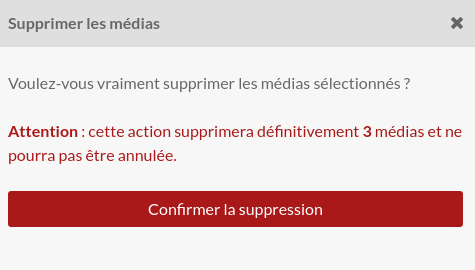 Supprimer les médias
Voulez-vous vraiment supprimer les médias sélectionnés ?
Attention : cette action supprimera définitivement 3 médias et ne
pourra pas être annulée.
Confirmer la suppression